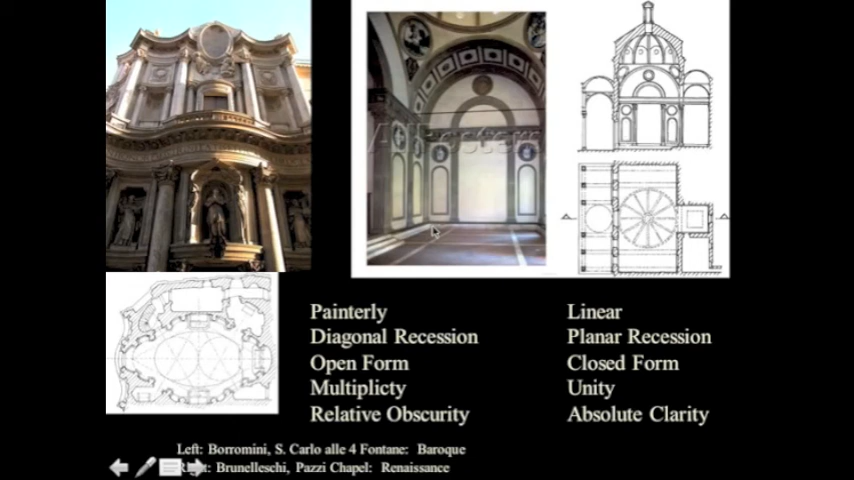 Painterly
Diagonal Recession
Open Form
Multiplicty
Relative Obscurity
Linear
Planar Recession
Closed Form
Unity
Absolute Clarity
Left: Borromini, S. Carlo alle 4 Fontane: Baroque
Brunelleschi, Pazzi Chapel: Renaissance